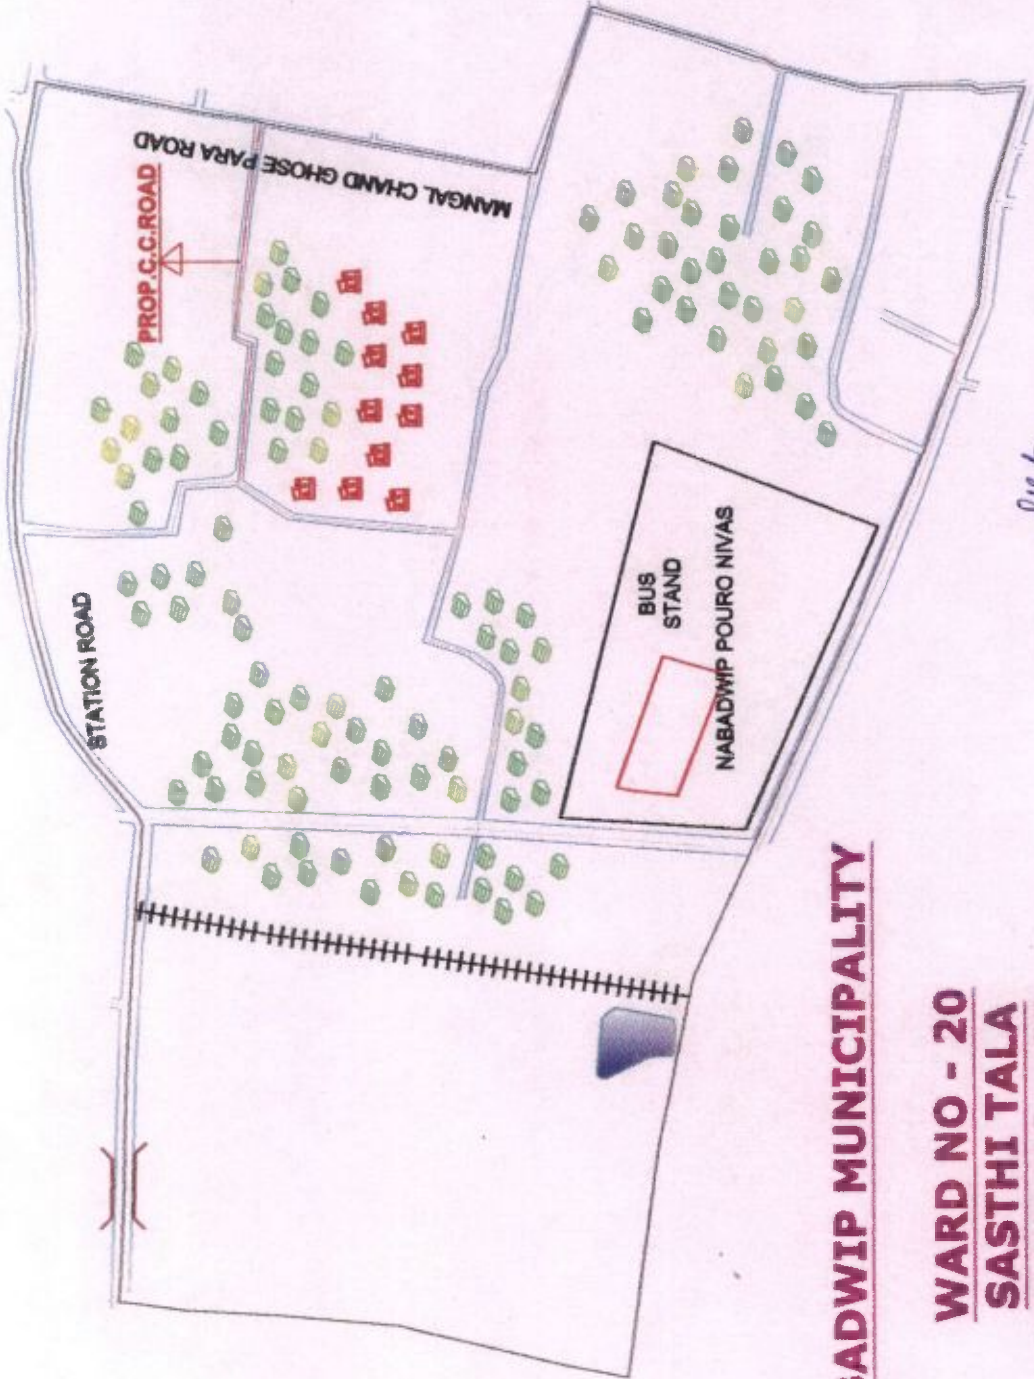 STATION ROAD
PROP.C.C.ROAD
MANGAL CHAND GHOSE PARA ROAD
BUS
STAND
NABADWIP POURO NIVAS
ADWIP MUNICIPALITY
WARD NO - 20
SASTHI TALA